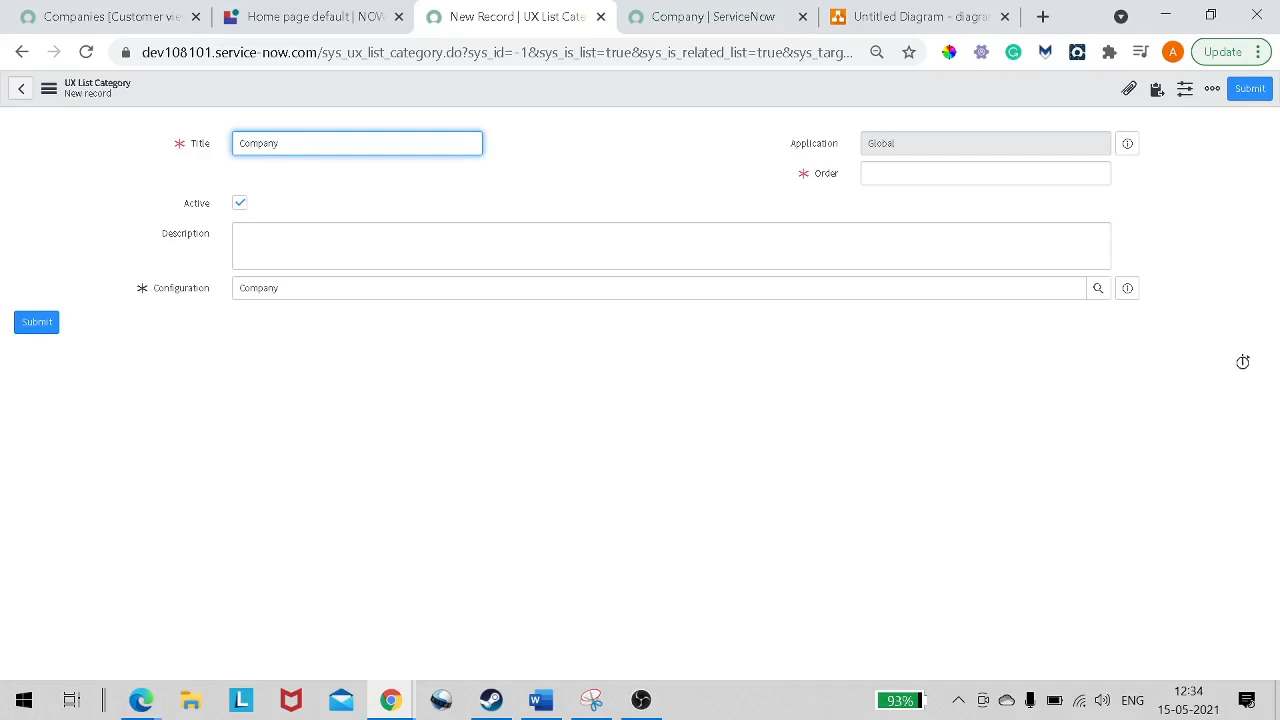 Companies [Customer servi
Home page default | NOW
New Record | UX List Cate
Company | ServiceNow
Untitled Diagram - diagra
dev108101.service-now.com/sys_ux_list_category.do?sys_id=-1&sys_is_list=true&sys_is_related_list=true&sys_targ...
A
Update
UX List Category
New record
Submit
Title
Company
Application
Global
Order
Active
Description
Configuration
Company
Submit
L
W
93%
ENG
12:34
15-05-2021